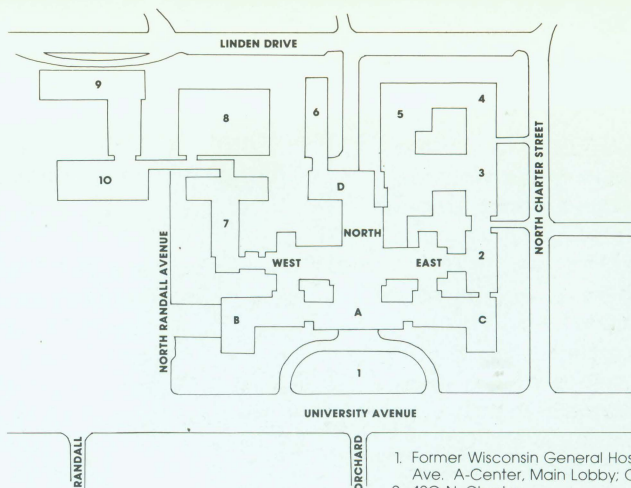 LINDEN DRIVE
9
8
6
5
4
10
D
3
7
NORTH
2
WEST
EAST
B
A
C
1
NORTH RANDALL AVENUE
NORTH CHARTER STREET
UNIVERSITY AVENUE
RANDALL
ORCHARD
1. Former Wisconsin General Hos
Ave. A-Center, Main Lobby;